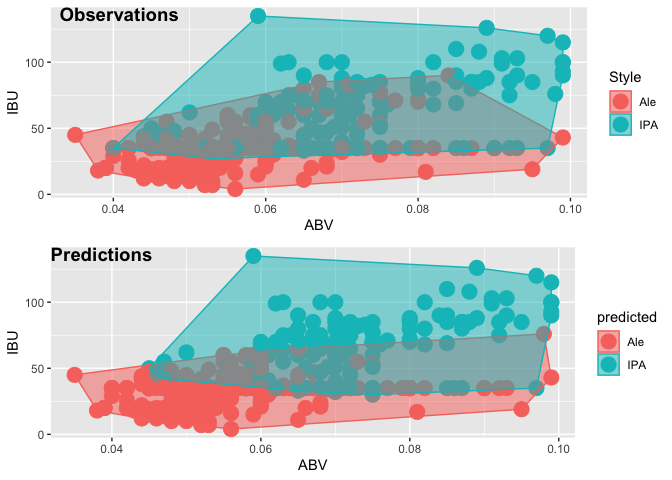 Observations
IBU
100
50
0
0.04
0.06
0.08
0.10
ABV
Style
Ale
IPA
Predictions
IBU
100
50
0
0.04
0.06
0.08
0.10
ABV
predicted
Ale
IPA